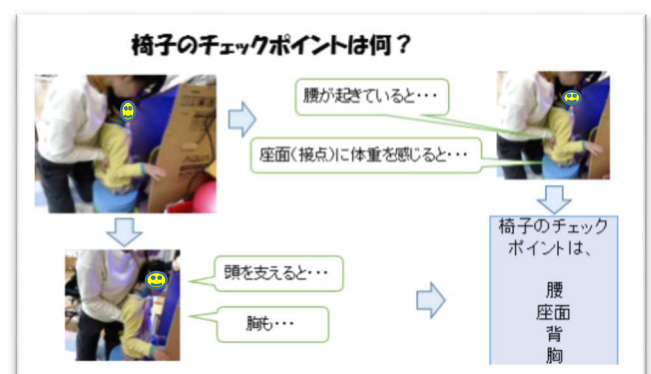 椅子のチェックポイントは何？
腰が起きていると・・・
座面（接点）に体重を感じると・・・
頭を支えると・・・
胸も・・・
椅子のチェック
ポイントは、
腰
座面
背
胸